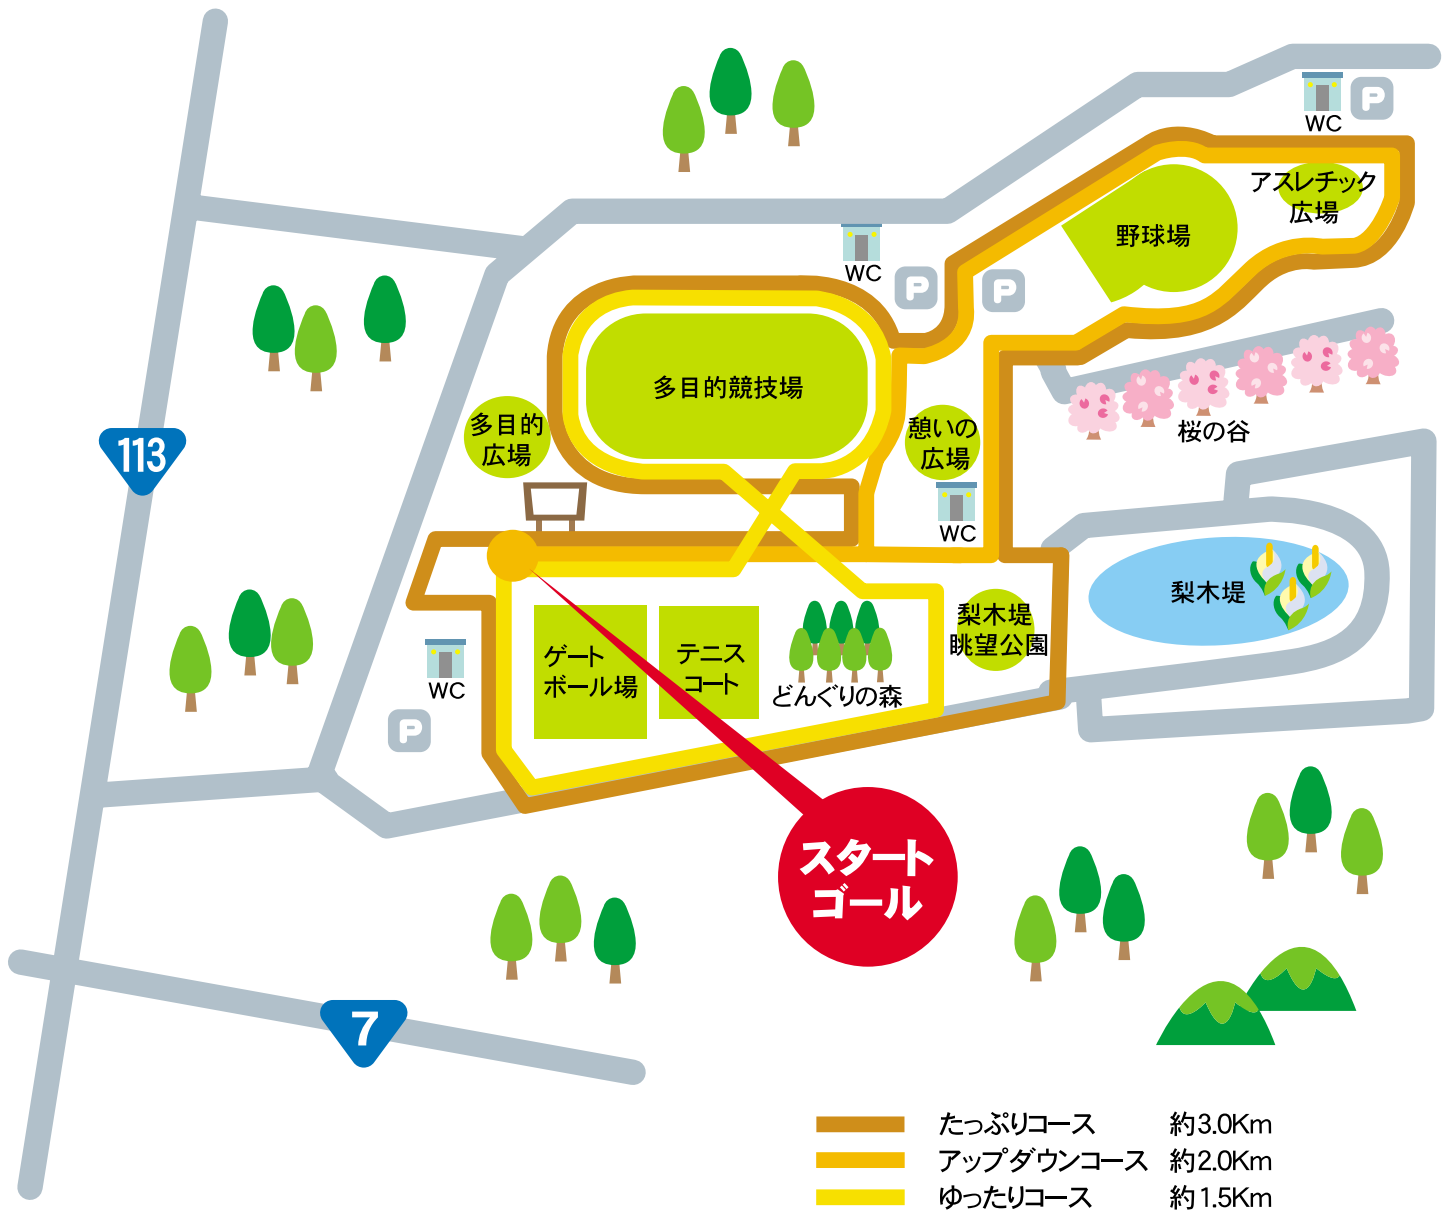 WC
P
アスレチック
広場
野球場
WC
P
P
多目的競技場
多目的
広場
憩いの
広場
桜の谷
113
WC
梨木堤
梨木堤
眺望公園
ゲート
ボール場
テニス
コート
どんぐりの森
WC
P
スタート
ゴール
7
たっぷりコース 約3.0Km
アップダウンコース 約2.0Km
ゆったりコース 約1.5Km